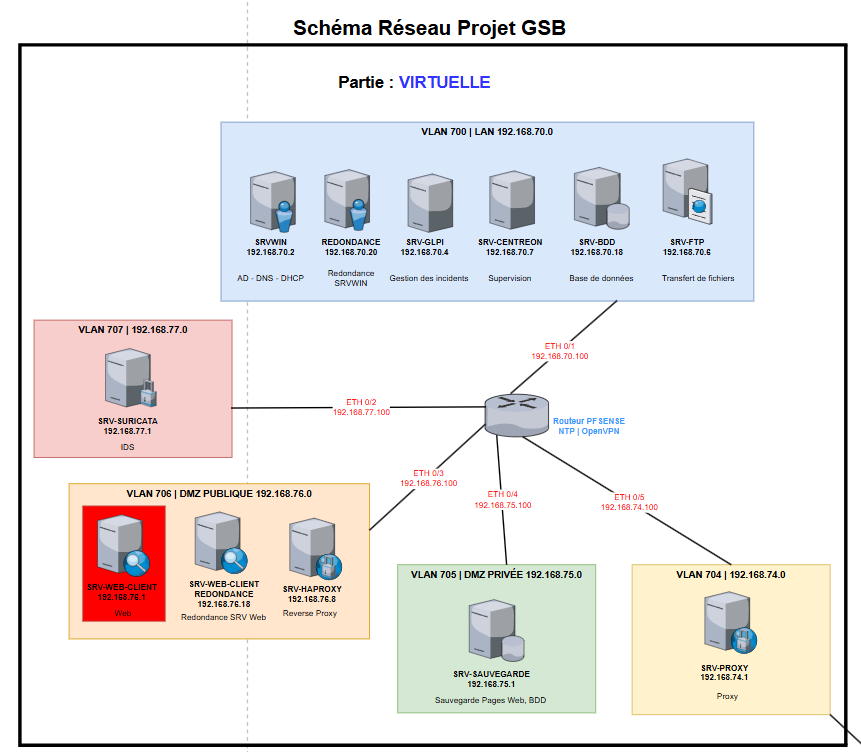 Schéma Réseau Projet GSB
Partie : VIRTUELLE
VLAN 700 | LAN 192.168.70.0
SRVWIN
192.168.70.2
AD - DNS - DHCP
REDONDANCE
192.168.70.20
Redondance
SRVWIN
SRV-GLPI
192.168.70.4
Gestion des incidents
SRV-CENTREON
192.168.70.7
Supervision
SRV-BDD
192.168.70.18
Base de données
SRV-FTP
192.168.70.6
Transfert de fichiers
VLAN 707 | 192.168.77.0
SRV-SURICATA
192.168.77.1
IDS
ETH 0/1
192.168.70.100
ETH 0/2
192.168.77.100
Routeur PFSENSE
NTP | OpenVPN
ETH 0/3
192.168.76.100
ETH 0/4
192.168.75.100
ETH 0/5
192.168.74.100
VLAN 706 | DMZ PUBLIQUE 192.168.76.0
SRV-WEB-CLIENT
192.168.76.1
Web
SRV-WEB-CLIENT
REDONDANCE
192.168.76.18
Redondance SRV Web
SRV-HAPROXY
192.168.76.8
Reverse Proxy
VLAN 705 | DMZ PRIVÉE 192.168.75.0
SRV-SAUVEGARDE
192.168.75.1
Sauvegarde Pages Web, BDD
VLAN 704 | 192.168.74.0
SRV-PROXY
192.168.74.1
Proxy